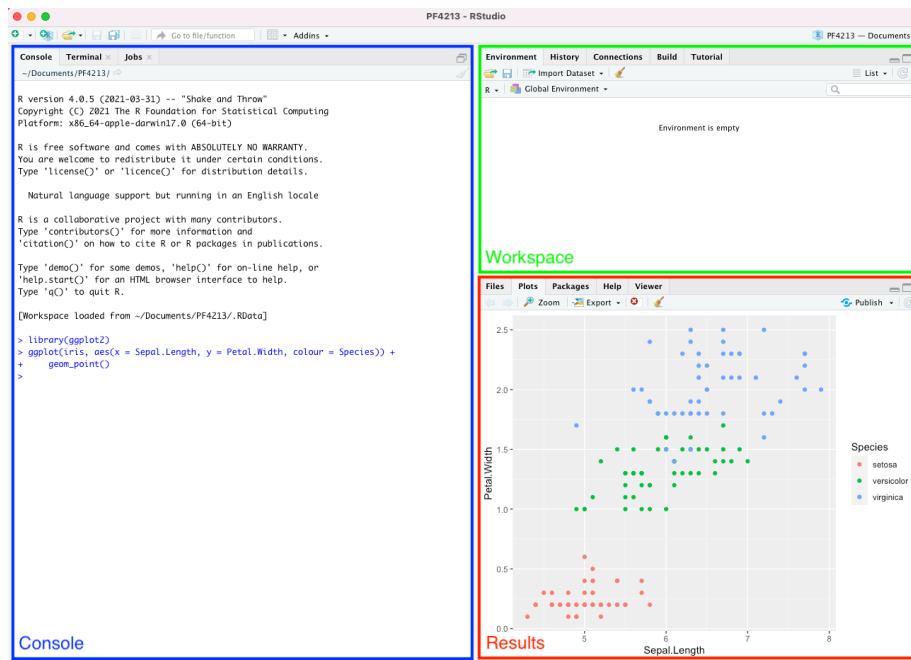 PF4213 - RStudio
Go to file/function
Addins
PF4213 — Documents
Console Terminal Jobs
~/Documents/PF4213/
R version 4.0.5 (2021-03-31) -- "Shake and Throw"
Copyright (C) 2021 The R Foundation for Statistical Computing
Platform: x86_64-apple-darwin17.0 (64-bit)
R is free software and comes with ABSOLUTELY NO WARRANTY.
You are welcome to redistribute it under certain conditions.
Type 'license()' or 'licence()' for distribution details.
Natural language support but running in an English locale
R is a collaborative project with many contributors.
Type 'contributors()' for more information and
'citation()' on how to cite R or R packages in publications.
Type 'demo()' for some demos, 'help()' for on-line help, or
'help.start()' for an HTML browser interface to help.
Type 'q()' to quit R.
[Workspace loaded from ~/Documents/PF4213/.RData]
> library(ggplot2)
> ggplot(iris, aes(x = Sepal.Length, y = Petal.Width, colour = Species)) +
+     geom_point()
>
Console
Environment History Connections Build Tutorial
Import Dataset
List
R
Global Environment
Environment is empty
Workspace
Files Plots Packages Help Viewer
Zoom Export
Publish
2.5
2.0
1.5
1.0
0.5
0.0
Petal.Width
5 6 7 8
Sepal.Length
Species
setosa
versicolor
virginica
Results